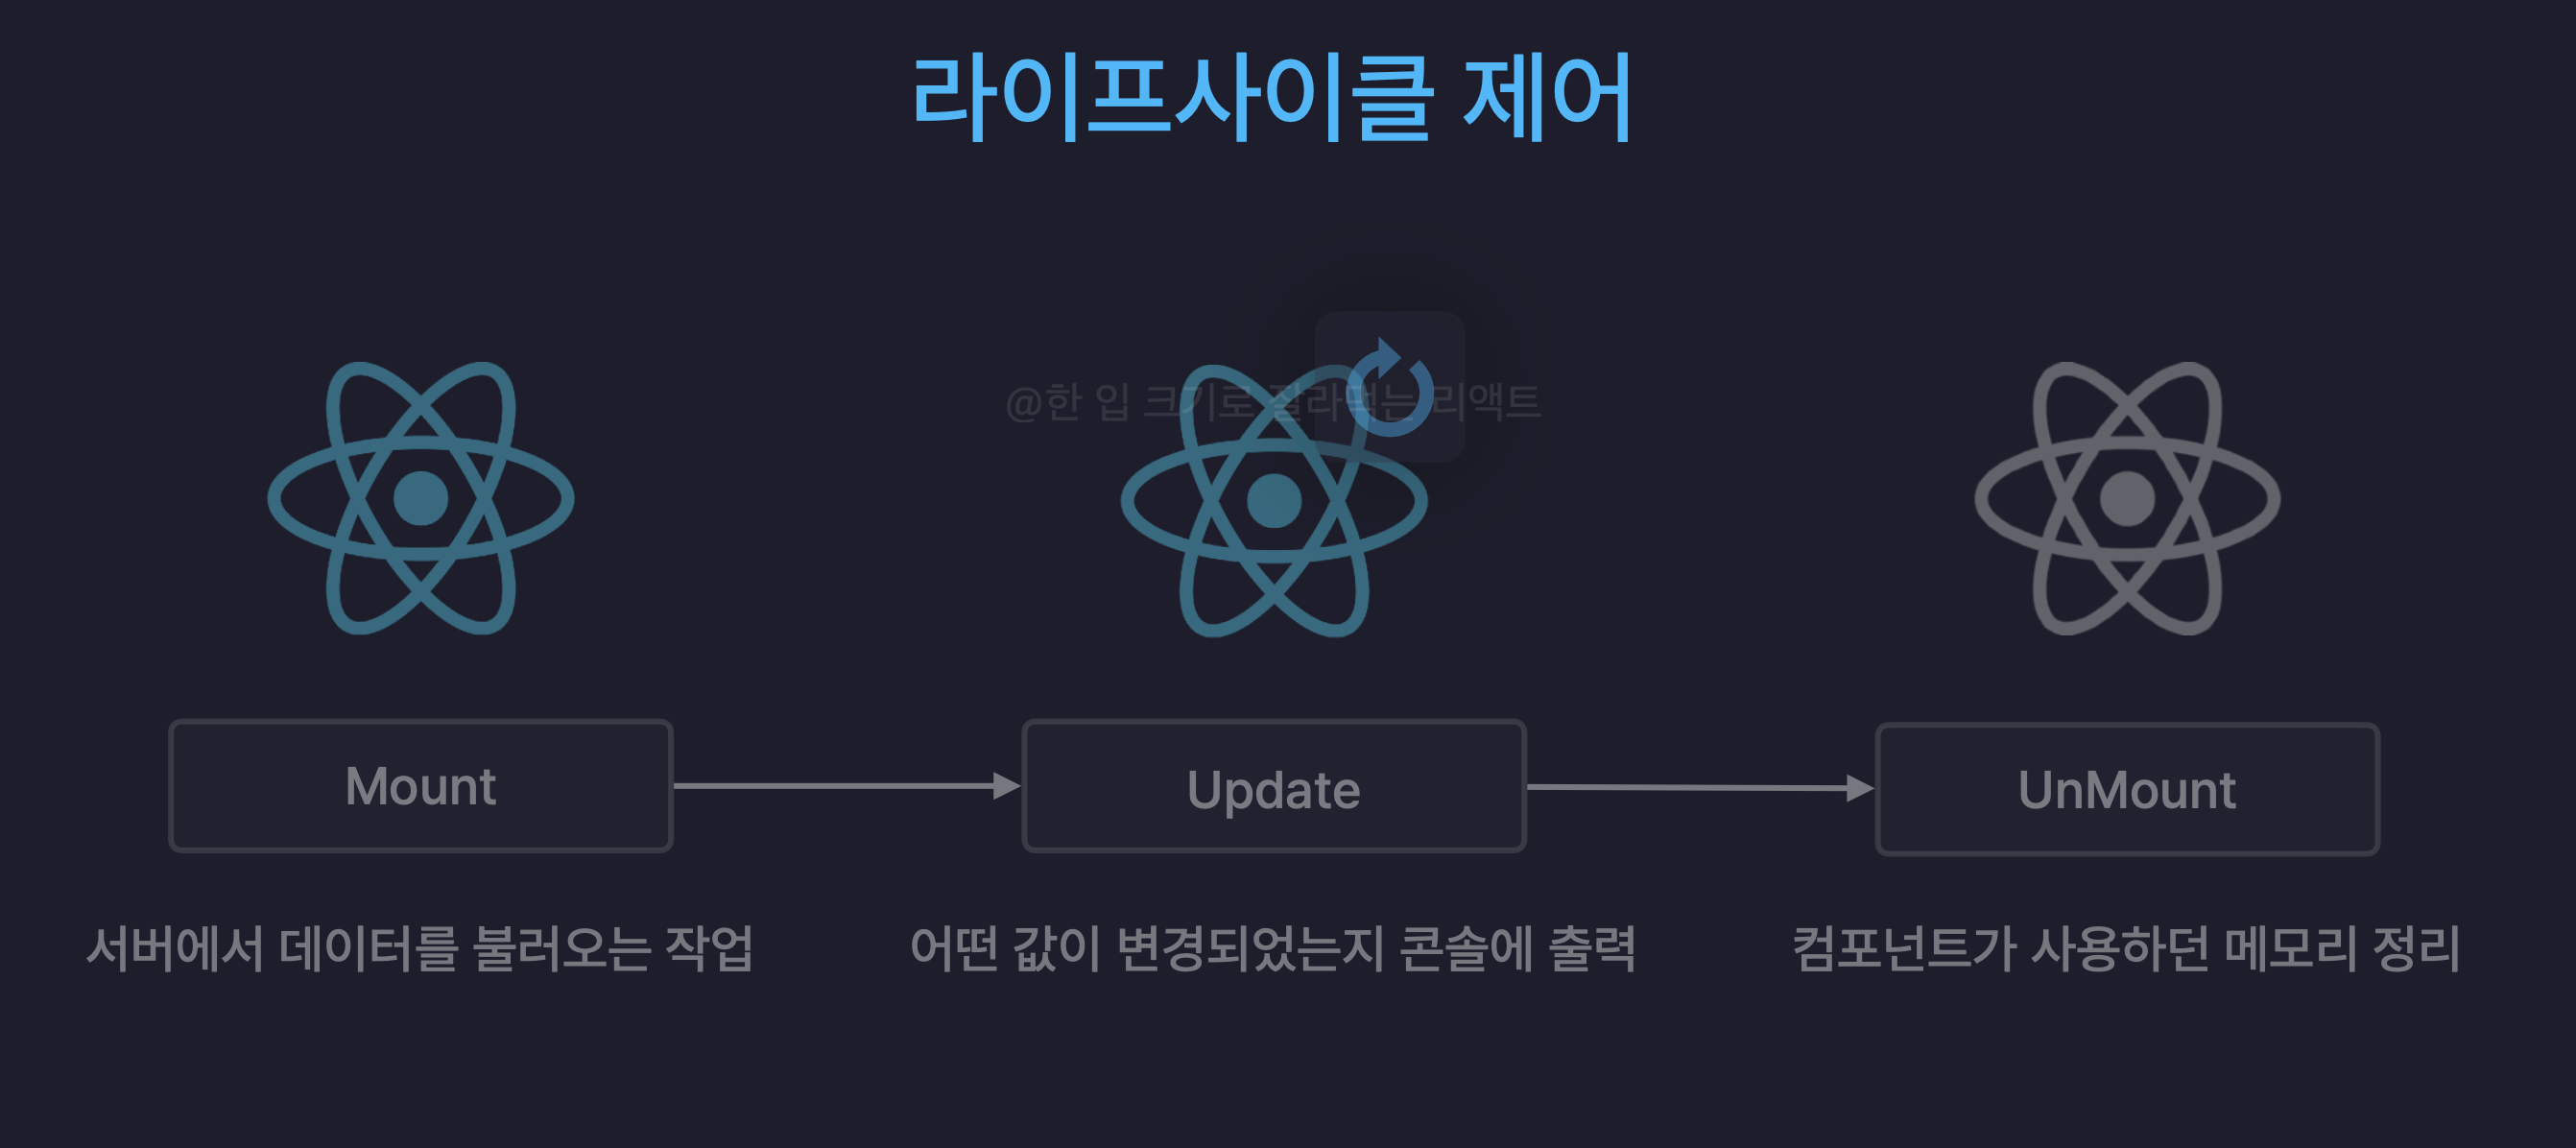 라이프사이클 제어
@한 입 크기로 잘라먹는 리액트
Mount
Update
UnMount
서버에서 데이터를 불러오는 작업
어떤 값이 변경되었는지 콘솔에 출력
컴포넌트가 사용하던 메모리 정리